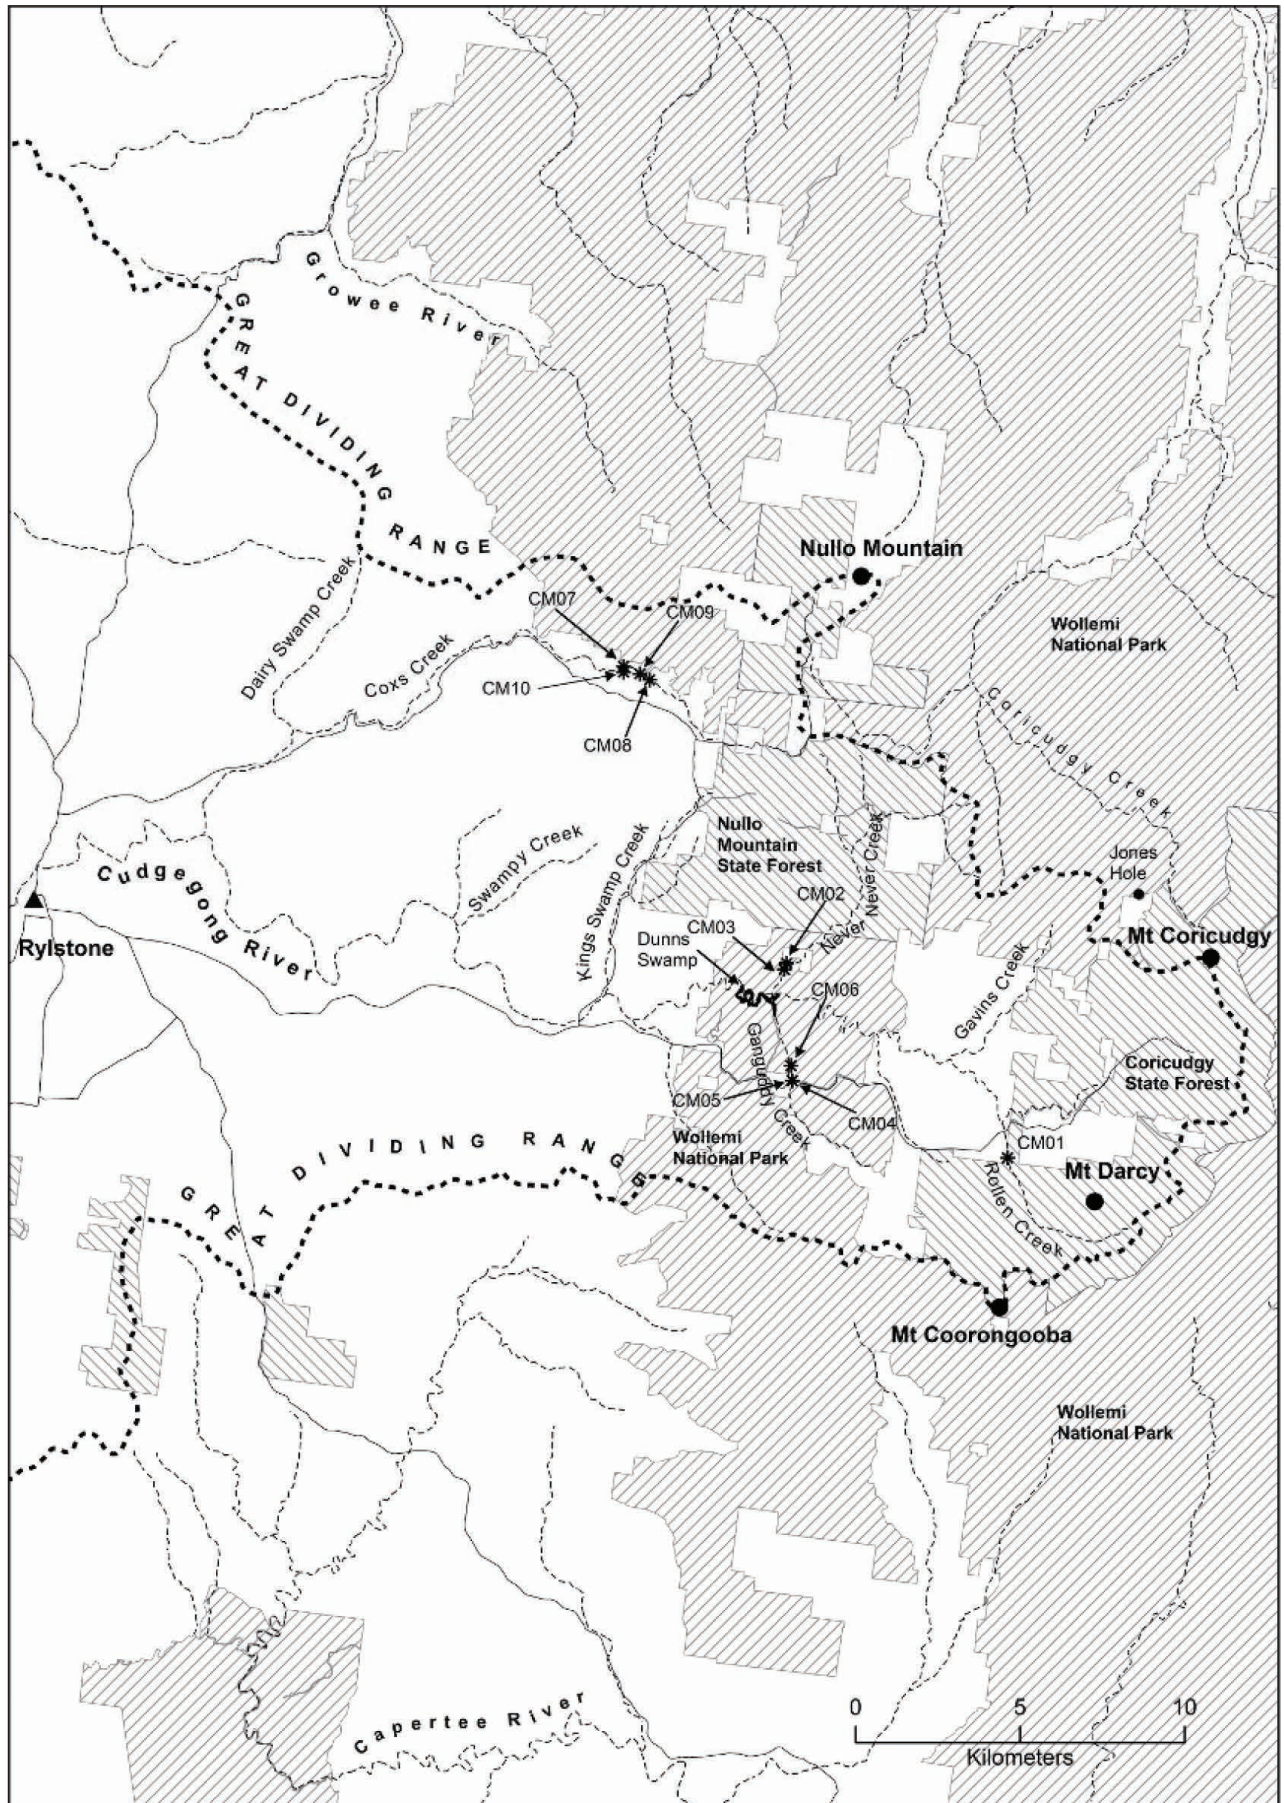 Growee River
GREAT DIVIDING RANGE
Nullo Mountain
CM07
CM09
Wollemi
National Park
Dairy Swamp Creek
Coxs Creek
CM10
CM08
Coricudgy Creek
Nullo
Mountain
State Forest
Never Never Creek
Jones
Hole
Swampy Creek
Kings Swamp Creek
Cudgegong River
CM02
CM03
Dunns
Swamp
Mt Coricudgy
Rylstone
CM06
Gavins Creek
Ganguddy Creek
Coricudgy
State Forest
CM05
CM04
Wollemi
National Park
CM01
Mt Darcy
GREAT DIVIDING RANGE
Rollen Creek
Mt Coorongooba
Wollemi
National Park
Capertee River
0 5 10
Kilometers